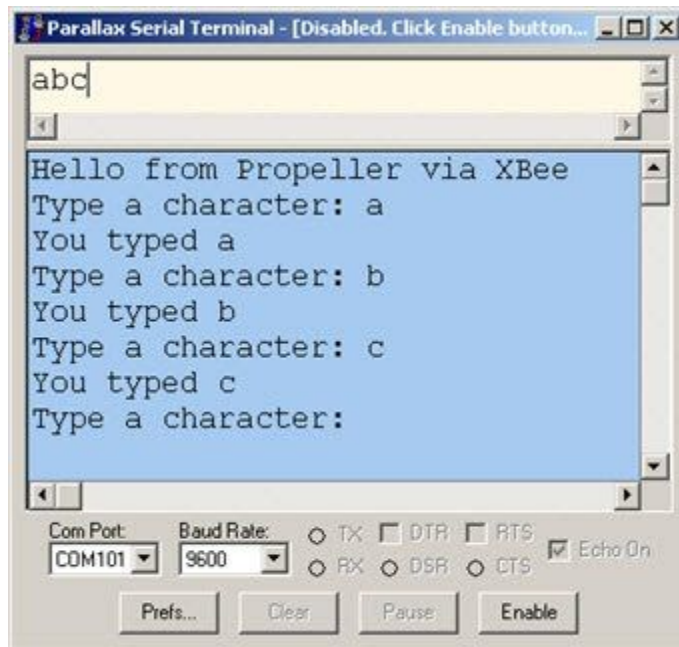 Parallax Serial Terminal - [Disabled. Click Enable button...
abc
Hello from Propeller via XBee
Type a character: a
You typed a
Type a character: b
You typed b
Type a character: c
You typed c
Type a character:
Com Port: Baud Rate: TX DTR RTS
COM101 9600 RX DSR CTS Echo On
Prefs... Clear Pause Enable